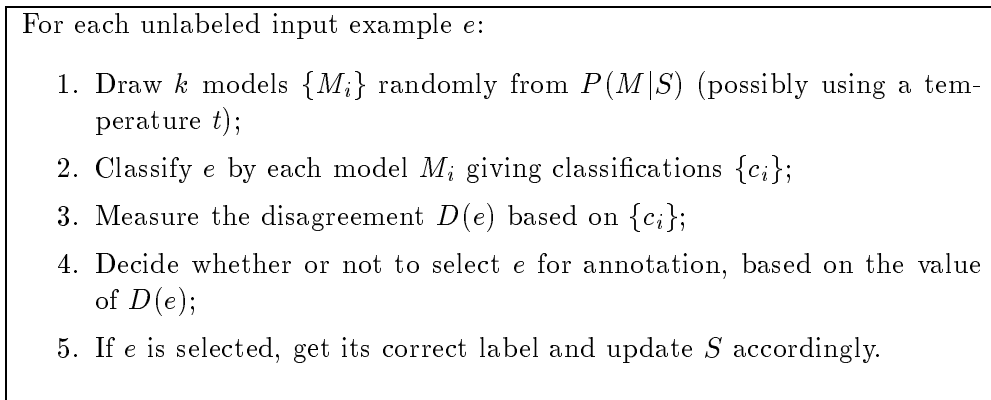 For each unlabeled input example e:
1. Draw k models {M_i} randomly from P(M|S) (possibly using a tem-
perature t);
2. Classify e by each model M_i giving classifications {c_i};
3. Measure the disagreement D(e) based on {c_i};
4. Decide whether or not to select e for annotation, based on the value
of D(e);
5. If e is selected, get its correct label and update S accordingly.